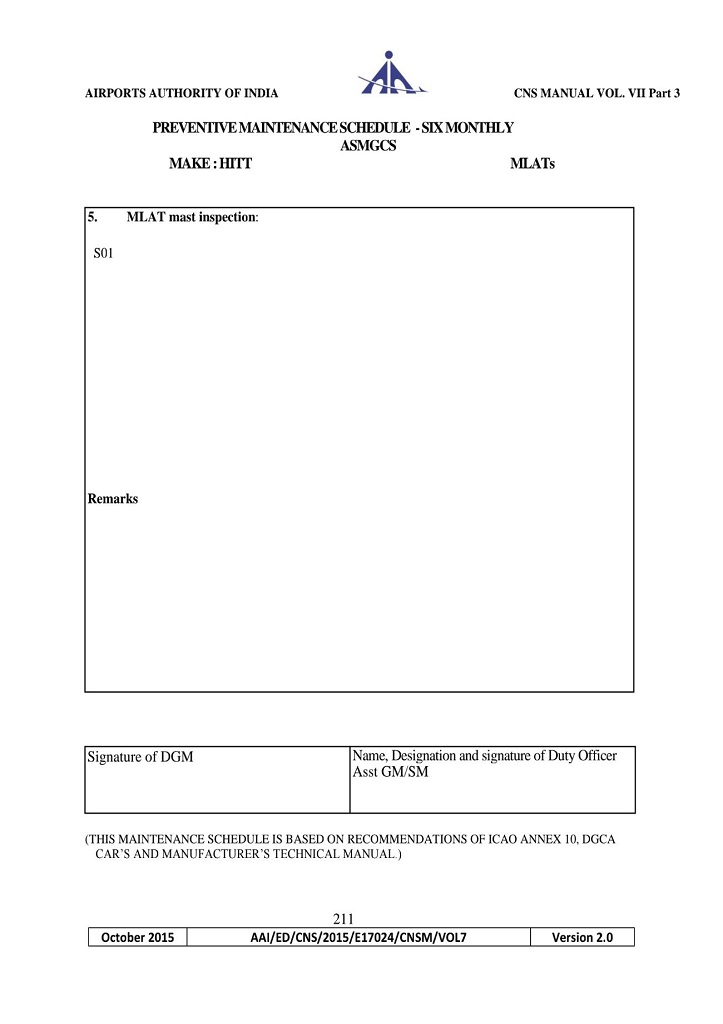 AIRPORTS AUTHORITY OF INDIA CNS MANUAL VOL. VII Part 3
PREVENTIVE MAINTENANCE SCHEDULE - SIX MONTHLY
ASMGCS
MAKE : HITT MLATs
5. MLAT mast inspection:
S01
Remarks
Signature of DGM
Name, Designation and signature of Duty Officer
Asst GM/SM
(THIS MAINTENANCE SCHEDULE IS BASED ON RECOMMENDATIONS OF ICAO ANNEX 10, DGCA
CAR’S AND MANUFACTURER’S TECHNICAL MANUAL.)
211
October 2015 AAI/ED/CNS/2015/E17024/CNSM/VOL7 Version 2.0